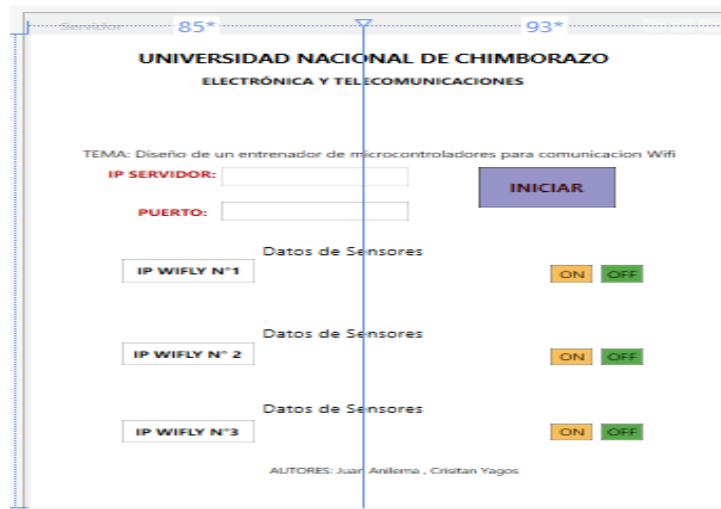 Servidor 85* 93*
UNIVERSIDAD NACIONAL DE CHIMBORAZO
ELECTRÓNICA Y TELECOMUNICACIONES
TEMA: Diseño de un entrenador de microcontroladores para comunicacion Wifi
IP SERVIDOR:
INICIAR
PUERTO:
Datos de Sensores
IP WIFLY N°1 ON OFF
Datos de Sensores
IP WIFLY N° 2 ON OFF
Datos de Sensores
IP WIFLY N°3 ON OFF
AUTORES: Juan Anilema , Crisitan Yagos